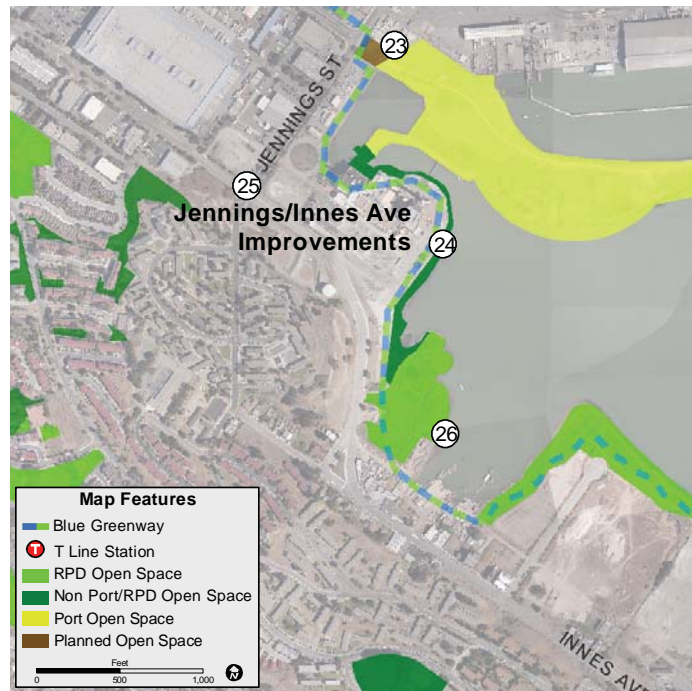 23
JENNINGS ST
25
Jennings/Innes Ave
Improvements
24
26
Map Features
Blue Greenway
T T Line Station
RPD Open Space
Non Port/RPD Open Space
Port Open Space
Planned Open Space
Feet
0 500 1,000
N
INNES AV